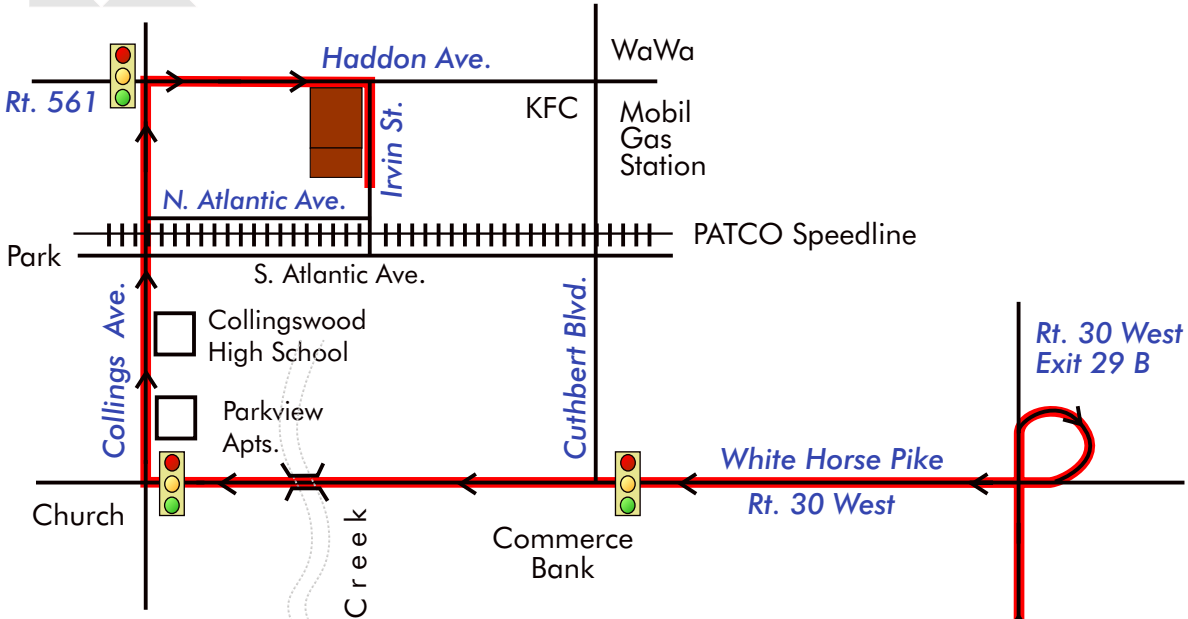 Haddon Ave.
WaWa
Rt. 561
KFC
Mobil
Gas
Station
Irvin St.
N. Atlantic Ave.
PATCO Speedline
Park
S. Atlantic Ave.
Collings Ave.
Collingswood
High School
Cuthbert Blvd.
Rt. 30 West
Exit 29 B
Parkview
Apts.
White Horse Pike
Rt. 30 West
Church
Creek
Commerce
Bank